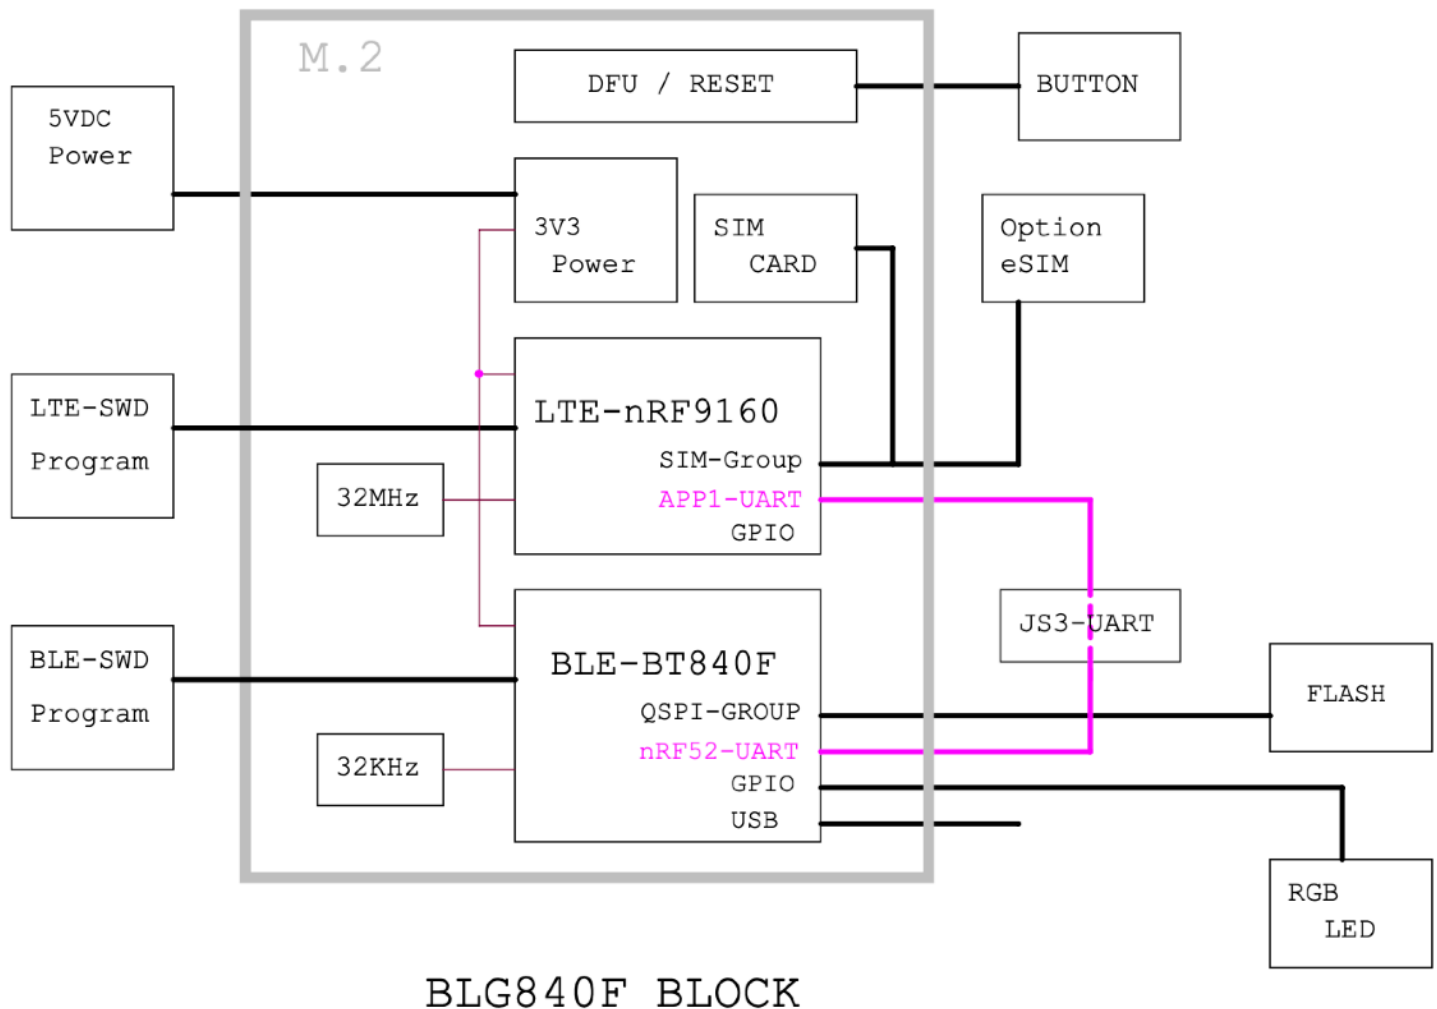 M.2
DFU / RESET
BUTTON
5VDC
Power
3V3
Power
SIM
CARD
Option
eSIM
LTE-SWD
Program
LTE-nRF9160
SIM-Group
APP1-UART
GPIO
32MHz
JS3-UART
BLE-SWD
Program
BLE-BT840F
QSPI-GROUP
nRF52-UART
GPIO
USB
32KHz
FLASH
RGB
LED
BLG840F BLOCK